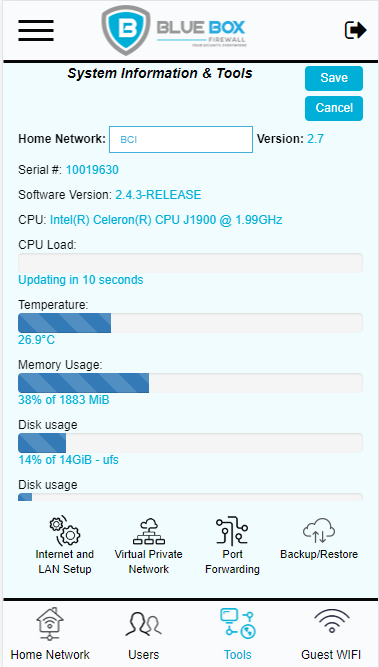 B
BLUE BOX
FIREWALL
YOUR SECURITY, EVERYWHERE!
System Information & Tools
Save
Cancel
Home Network: BCI Version: 2.7
Serial #: 10019630
Software Version: 2.4.3-RELEASE
CPU: Intel(R) Celeron(R) CPU J1900 @ 1.99GHz
CPU Load:
Updating in 10 seconds
Temperature:
26.9°C
Memory Usage:
38% of 1883 MiB
Disk usage
14% of 14GiB - ufs
Disk usage
Internet and
LAN Setup
Virtual Private
Network
Port
Forwarding
Backup/Restore
Home Network
Users
Tools
Guest WIFI